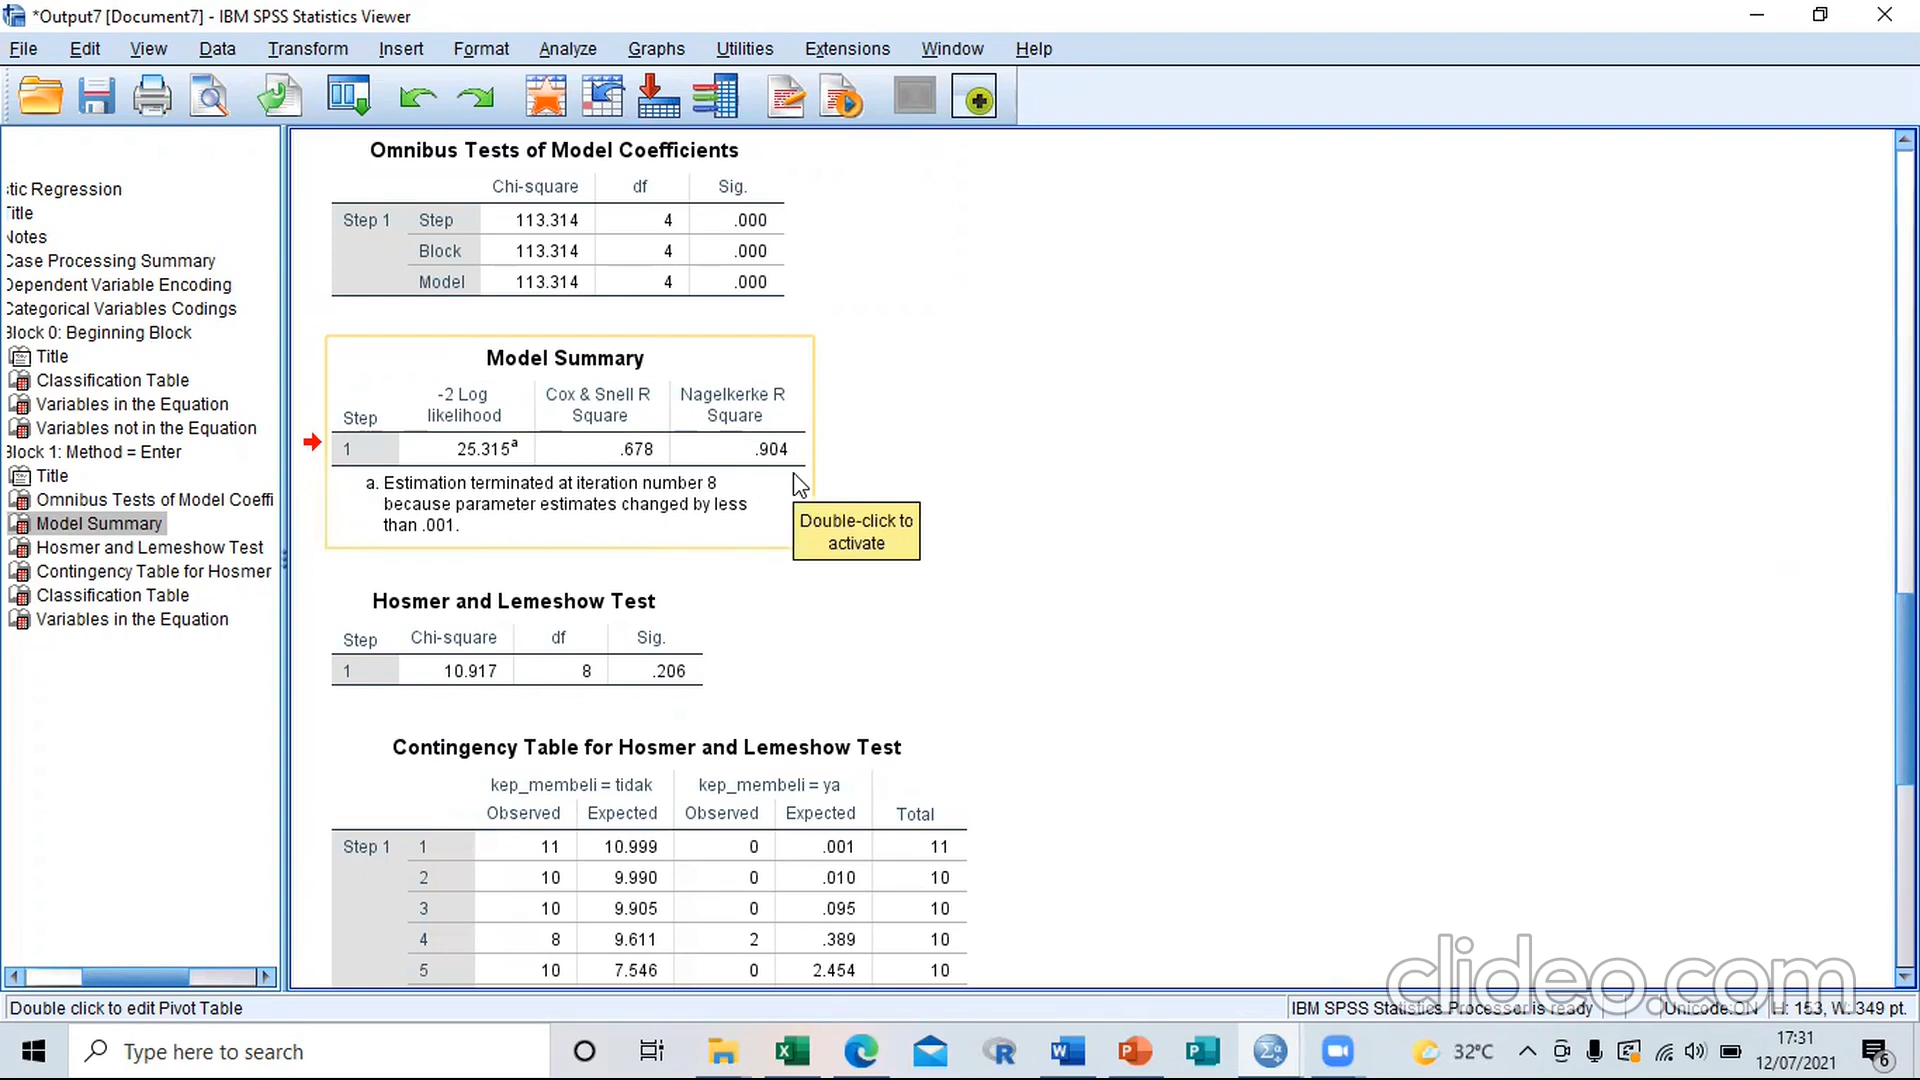 *Output7 [Document7] - IBM SPSS Statistics Viewer
File Edit View Data Transform Insert Format Analyze Graphs Utilities Extensions Window Help
stic Regression
Title
Notes
Case Processing Summary
Dependent Variable Encoding
Categorical Variables Codings
Block 0: Beginning Block
Title
Classification Table
Variables in the Equation
Variables not in the Equation
Block 1: Method = Enter
Title
Omnibus Tests of Model Coeffi
Model Summary
Hosmer and Lemeshow Test
Contingency Table for Hosmer
Classification Table
Variables in the Equation
Omnibus Tests of Model Coefficients
Chi-square df Sig.
Step 1 Step 113.314 4 .000
Block 113.314 4 .000
Model 113.314 4 .000
Model Summary
Step -2 Log likelihood Cox & Snell R Square Nagelkerke R Square
1 25.315a .678 .904
a. Estimation terminated at iteration number 8
because parameter estimates changed by less
than .001.
Double-click to
activate
Hosmer and Lemeshow Test
Step Chi-square df Sig.
1 10.917 8 .206
Contingency Table for Hosmer and Lemeshow Test
kep_membeli = tidak kep_membeli = ya
Observed Expected Observed Expected Total
Step 1 1 11 10.999 0 .001 11
2 10 9.990 0 .010 10
3 10 9.905 0 .095 10
4 8 9.611 2 .389 10
5 10 7.546 0 2.454 10
clideo.com
Double click to edit Pivot Table
IBM SPSS Statistics Processor is ready Unicode:ON H: 153, W: 349 pt.
Type here to search
32°C
17:31
12/07/2021
6